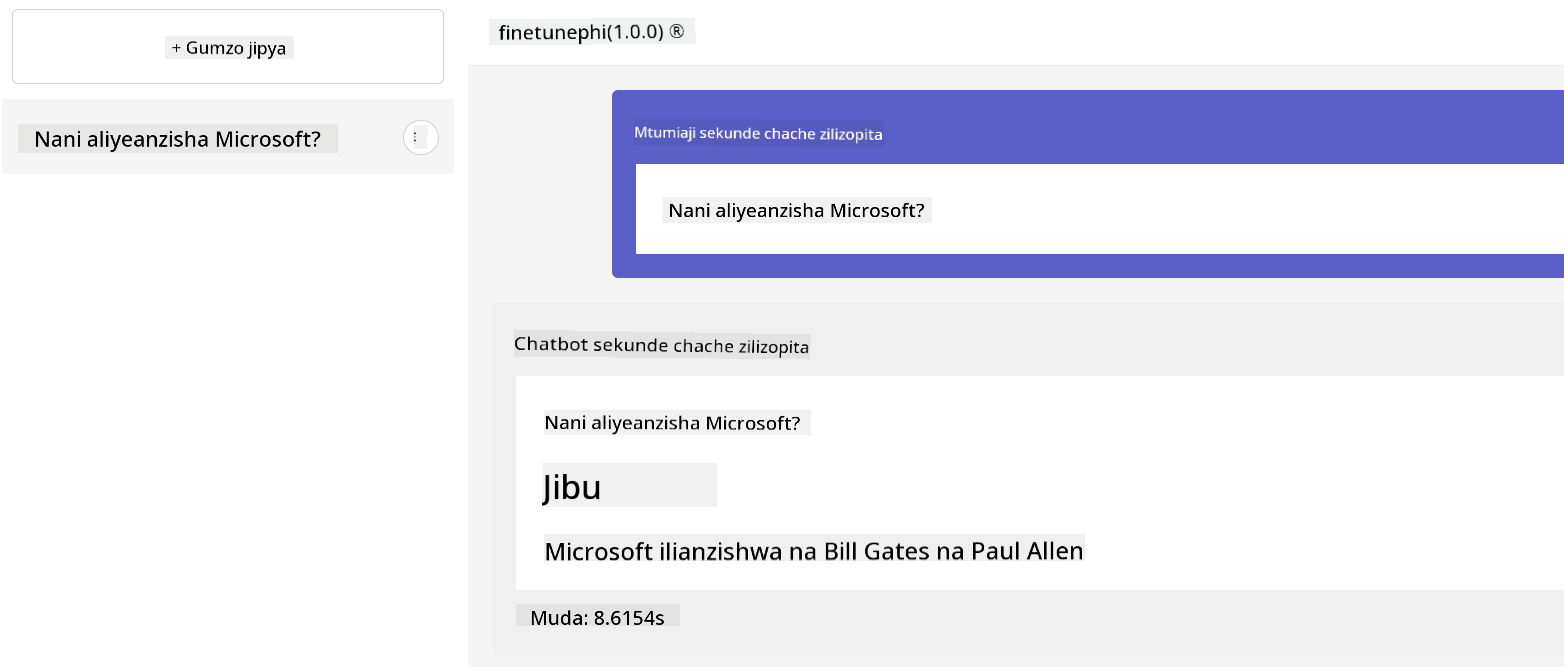 + Gumzo jipya
Nani aliyeanzisha Microsoft?
finetunephi(1.0.0) ®
Mtumiaji sekunde chache zilizopita
Nani aliyeanzisha Microsoft?
Chatbot sekunde chache zilizopita
Nani aliyeanzisha Microsoft?
Jibu
Microsoft ilianzishwa na Bill Gates na Paul Allen
Muda: 8.6154s